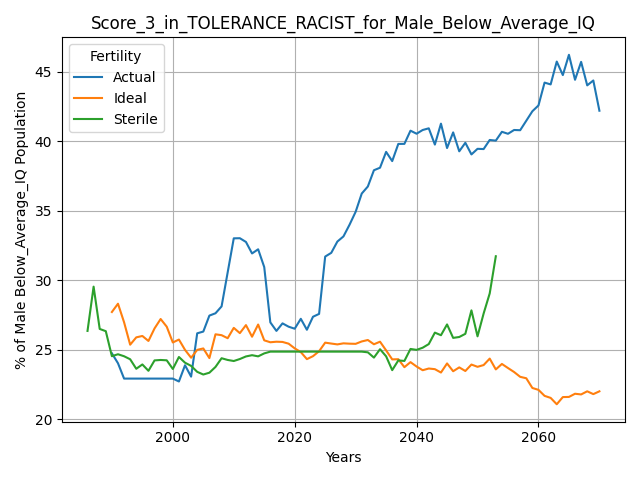 Score_3_in_TOLERANCE_RACIST_for_Male_Below_Average_IQ
Fertility
Actual
Ideal
Sterile
% of Male Below_Average_IQ Population
45
40
35
30
25
20
2000
2020
2040
2060
Years